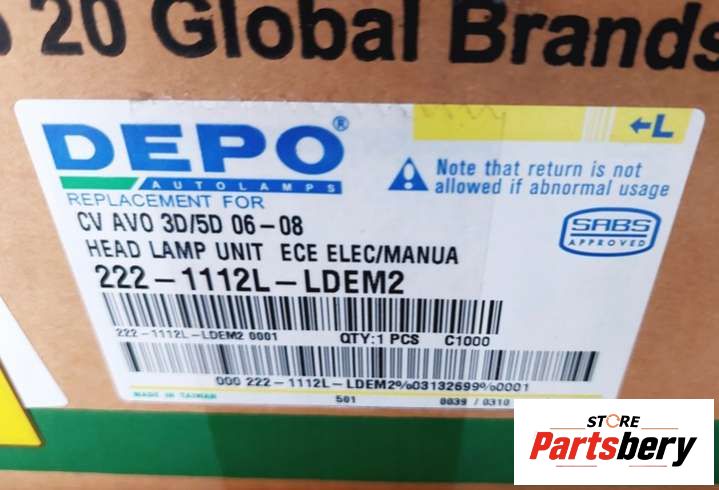 20 Global Brands
←L
DEPO®
AUTOLAMPS
Note that return is not
allowed if abnormal usage
REPLACEMENT FOR
CV AVO 3D/5D 06-08
HEAD LAMP UNIT ECE ELEC/MANUA
SABS
APPROVED
222-1112L-LDEM2
222-1112L-LDEM2 0001 QTY:1 PCS C1000
000 222-1112L-LDEM2%03132699%0001
MADE IN TAIWAN 501 0039 / 0310
STORE
Partsbery